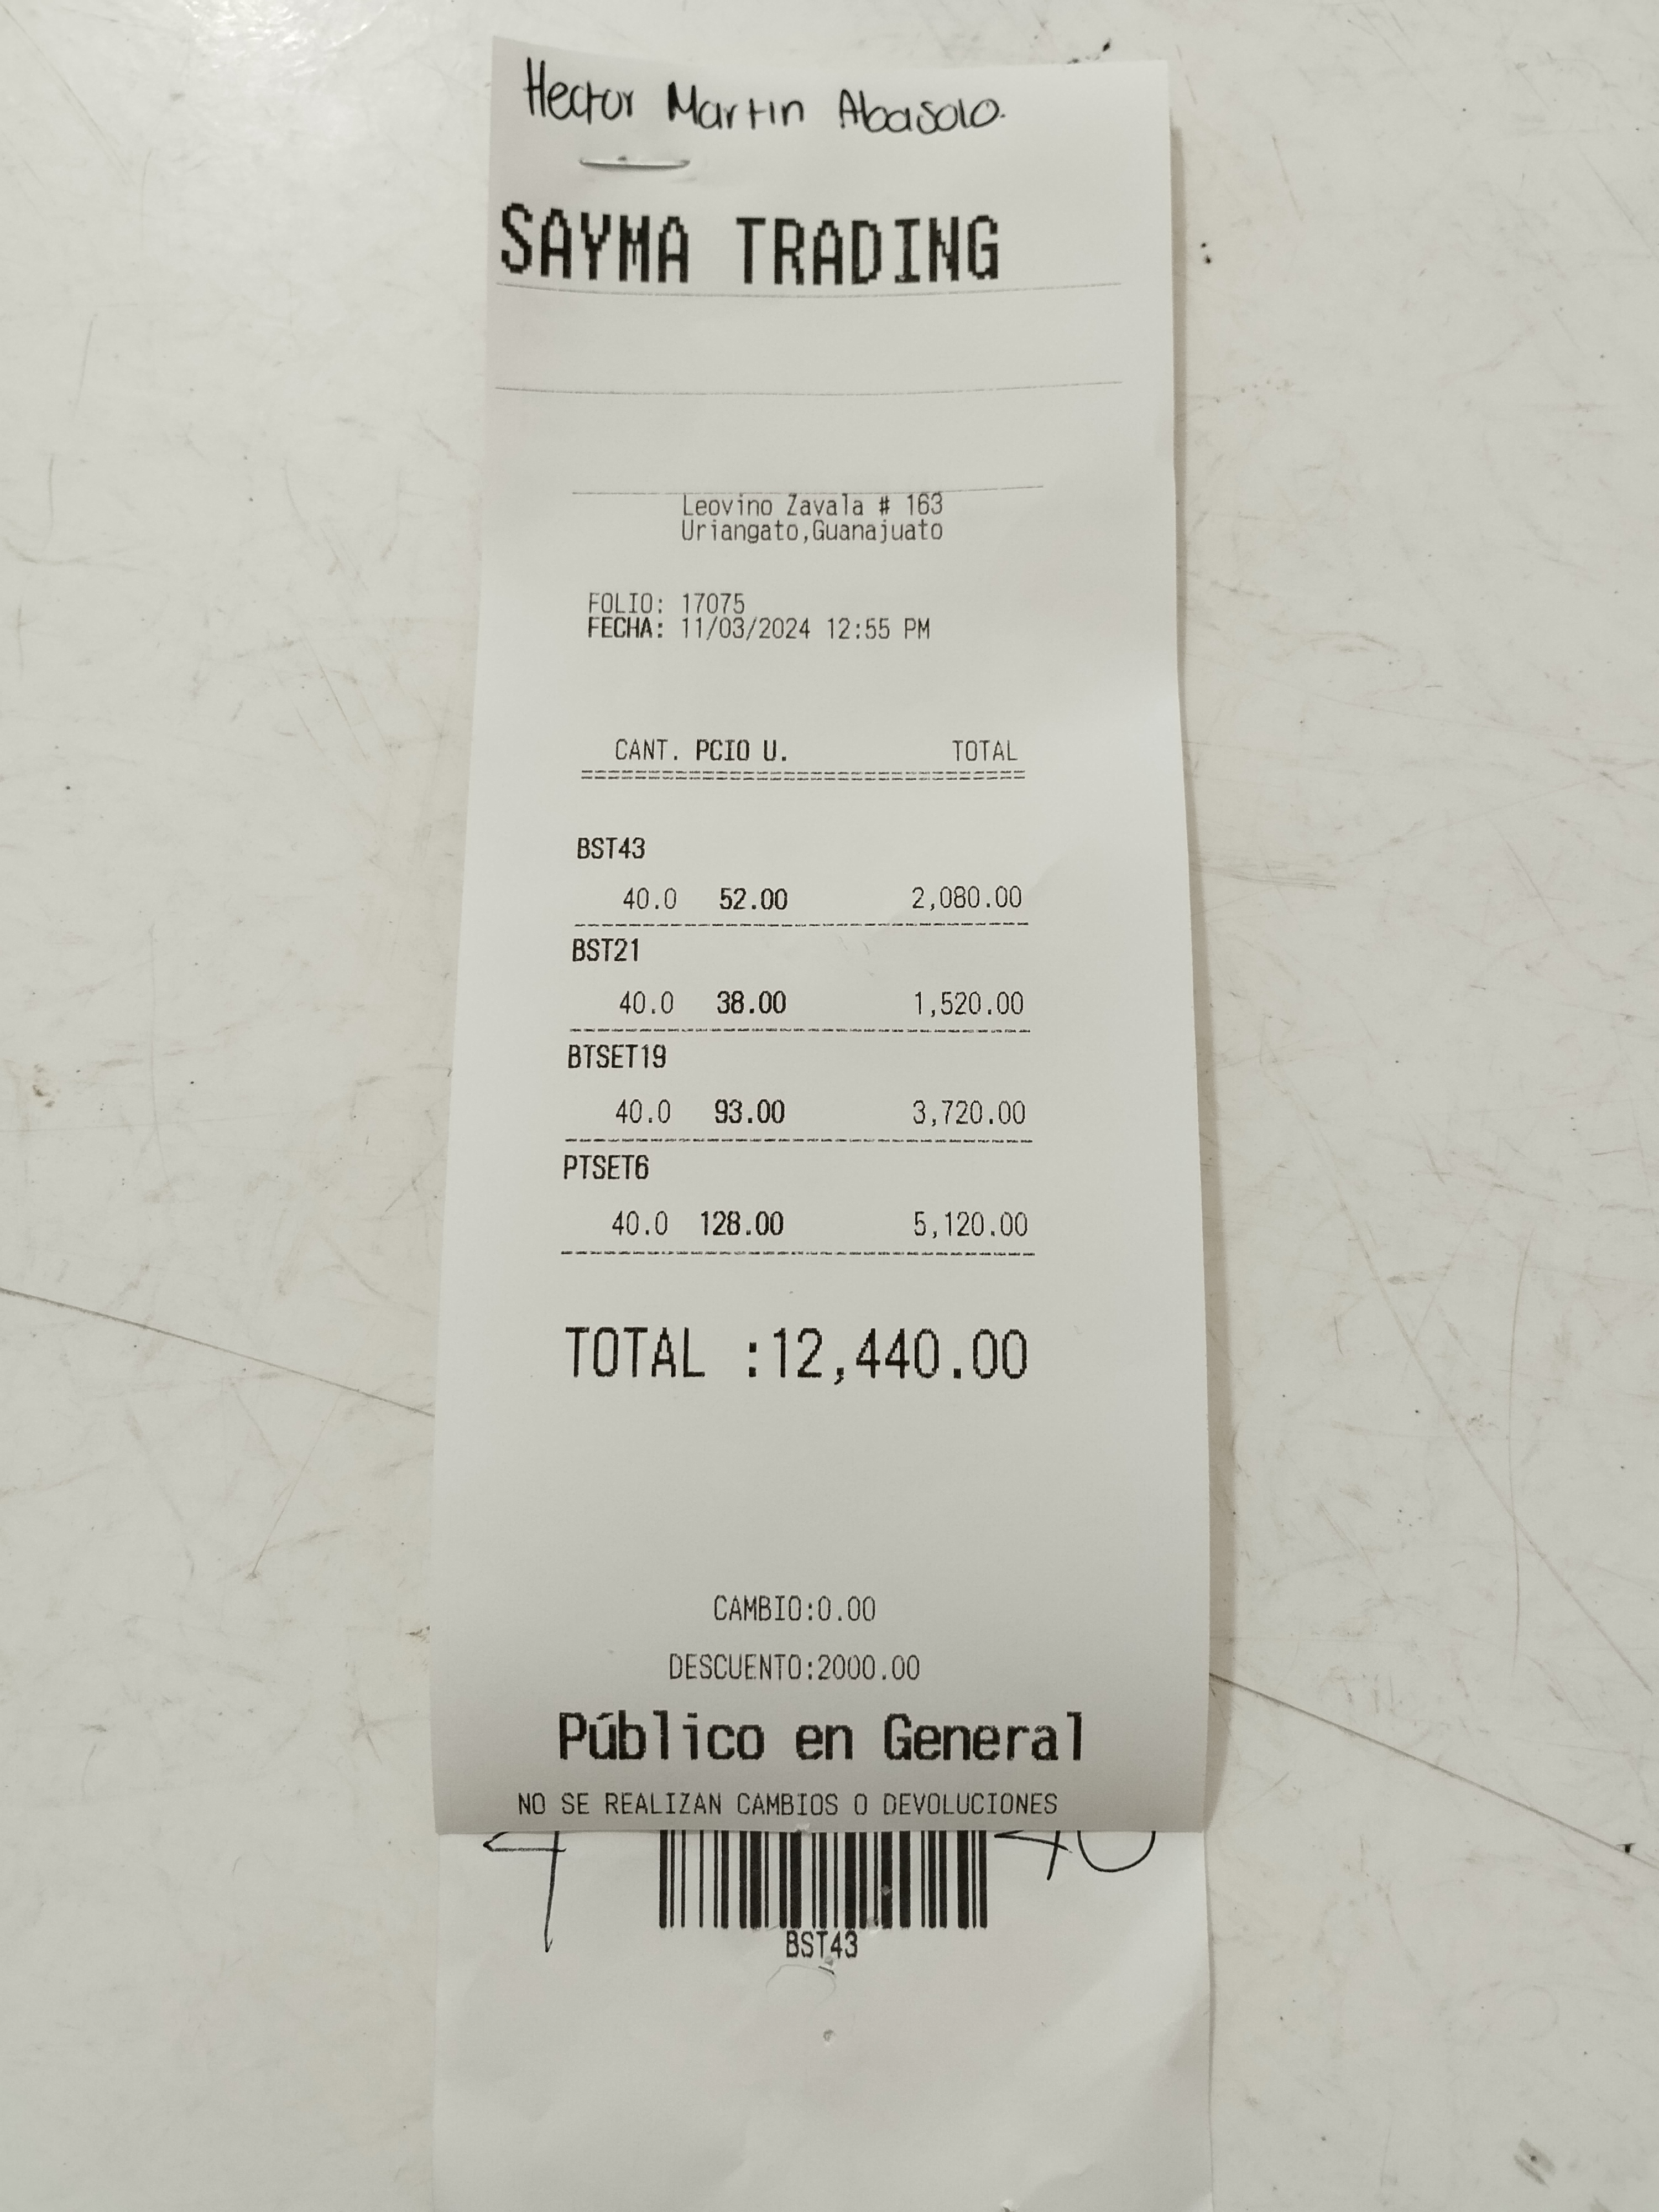 Hector Martin Abasolo.
SAYMA TRADING
Leovino Zavala # 163
Uriangato,Guanajuato
FOLIO: 17075
FECHA: 11/03/2024 12:55 PM
CANT. PCIO U. TOTAL
BST43
40.0 52.00 2,080.00
BST21
40.0 38.00 1,520.00
BTSET19
40.0 93.00 3,720.00
PTSET6
40.0 128.00 5,120.00
TOTAL :12,440.00
CAMBIO:0.00
DESCUENTO:2000.00
Público en General
NO SE REALIZAN CAMBIOS O DEVOLUCIONES
BST43